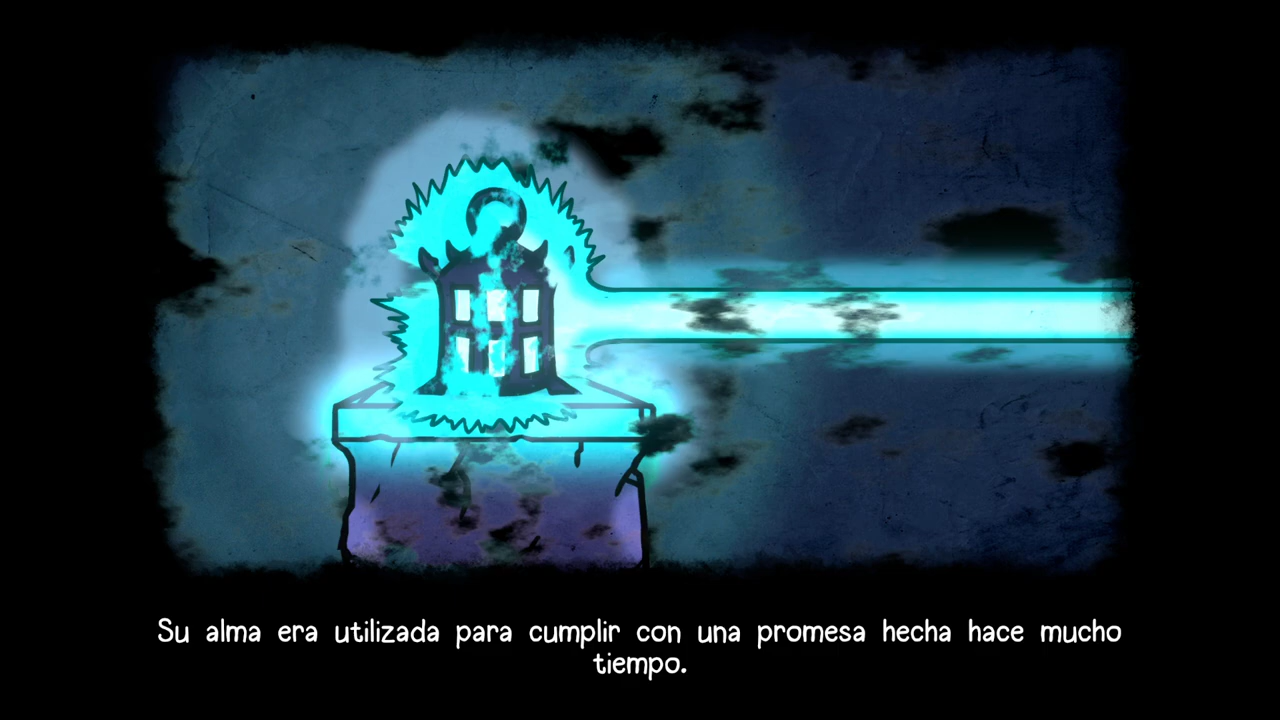 Su alma era utilizada para cumplir con una promesa hecha hace mucho
tiempo.